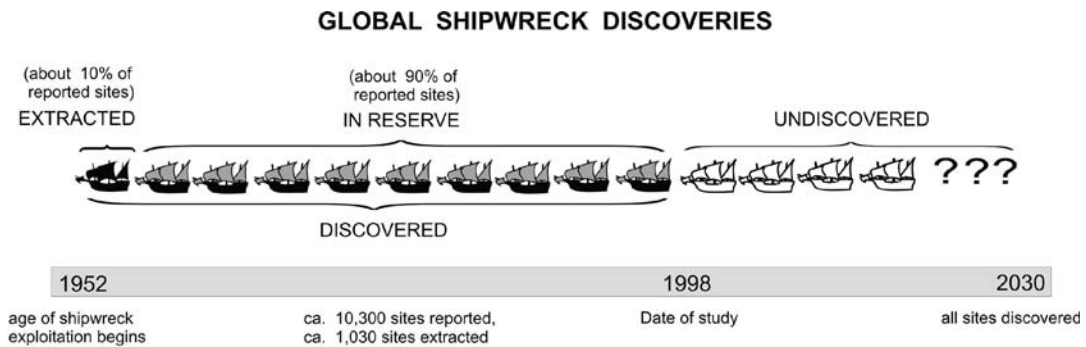 GLOBAL SHIPWRECK DISCOVERIES
(about 10% of
reported sites)
EXTRACTED
(about 90% of
reported sites)
IN RESERVE
UNDISCOVERED
???
DISCOVERED
1952
1998
2030
age of shipwreck
exploitation begins
ca. 10,300 sites reported,
ca. 1,030 sites extracted
Date of study
all sites discovered